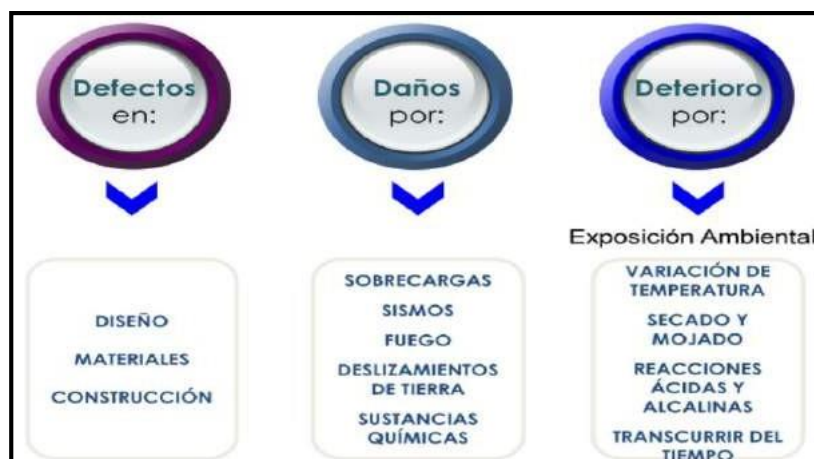 Defectos
en:
DISEÑO
MATERIALES
CONSTRUCCIÓN
Daños
por:
SOBRECARGAS
SISMOS
FUEGO
DESLIZAMIENTOS
DE TIERRA
SUSTANCIAS
QUÍMICAS
Deterioro
por:
Exposición Ambiental
VARIACIÓN DE
TEMPERATURA
SECADO Y
MOJADO
REACCIONES
ÁCIDAS Y
ALCALINAS
TRANSCURRIR DEL
TIEMPO